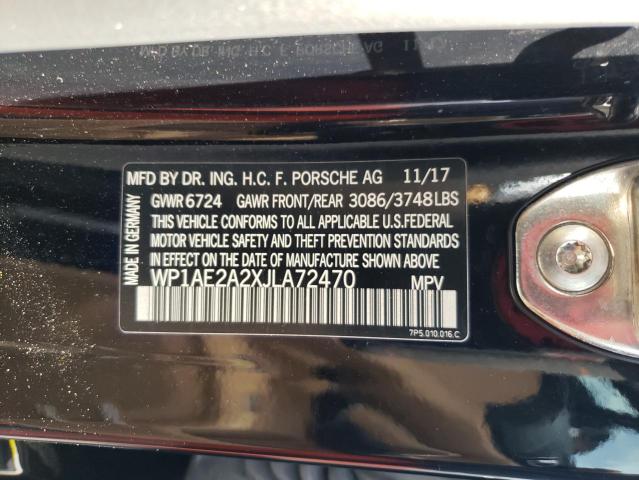 MFD BY DR. ING. H.C. F. PORSCHE AG 11/17
GVWR 6724 GAWR FRONT/REAR 3086/3748LBS
THIS VEHICLE CONFORMS TO ALL APPLICABLE U.S.FEDERAL
MOTOR VEHICLE SAFETY AND THEFT PREVENTION STANDARDS
IN EFFECT ON THE DATE OF MANUFACTURE SHOWN ABOVE
WP1AE2A2XJLA72470 MPV
7P5.010.016.C
MADE IN GERMANY